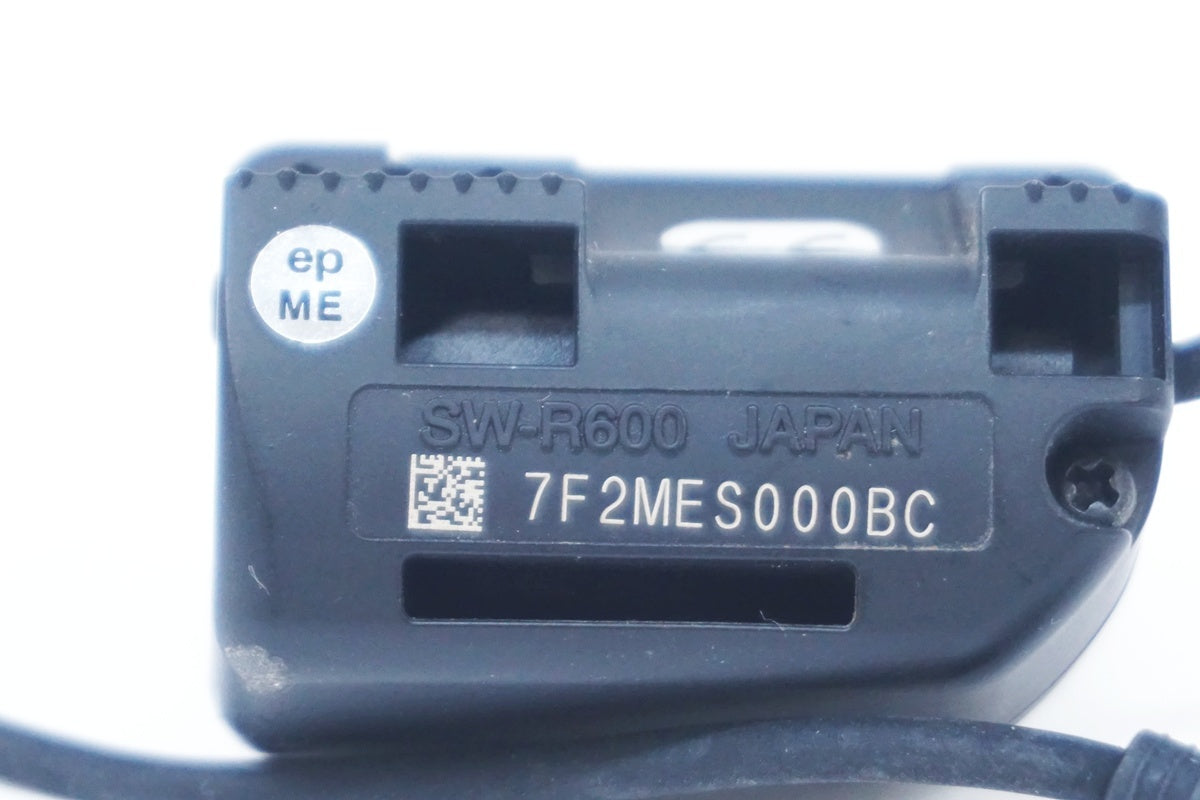 ep
ME
SW-R600 JAPAN
7F2MES000BC